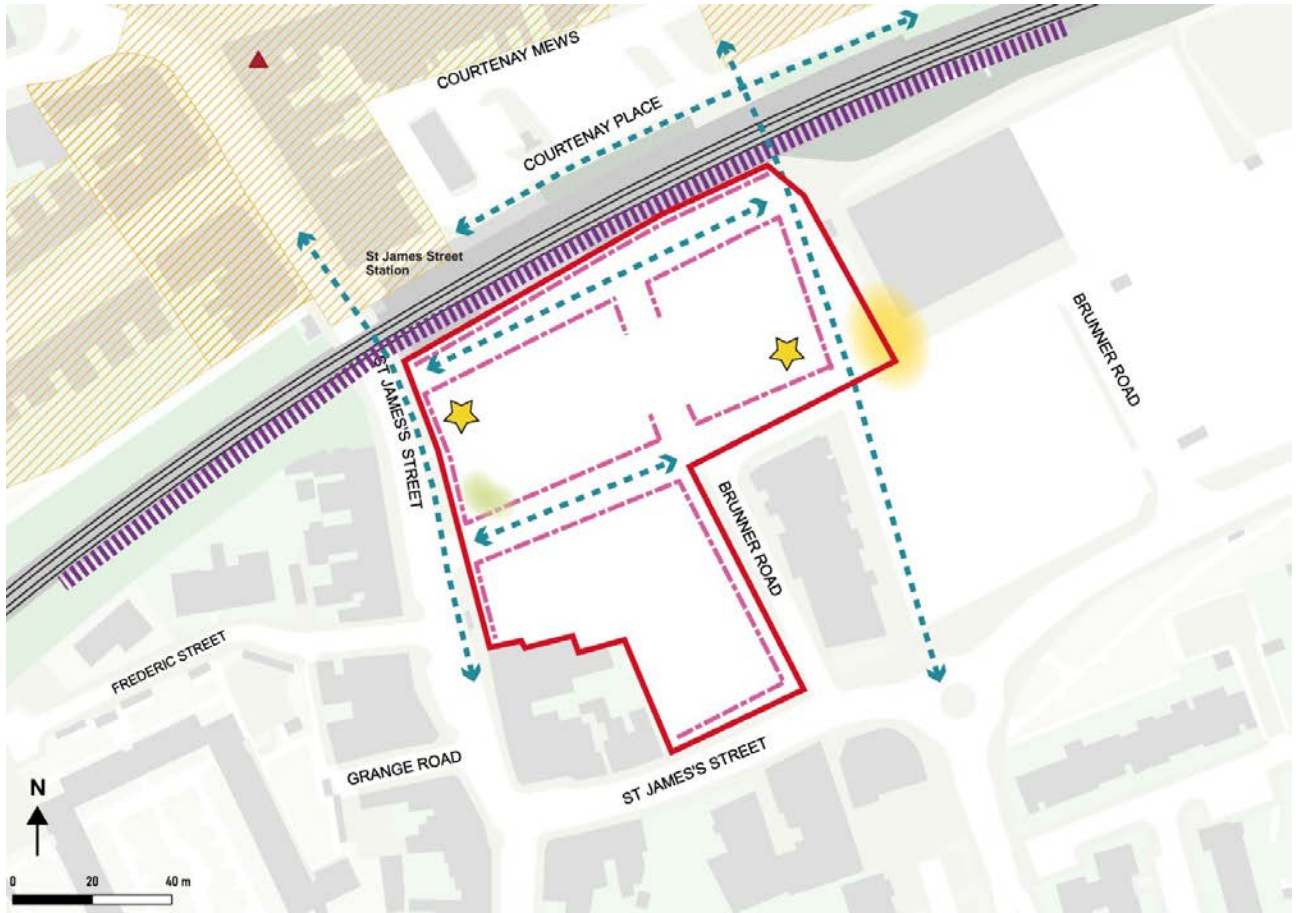 COURTENAY MEWS
COURTENAY PLACE
St James Street
Station
ST JAMES'S STREET
BRUNNER ROAD
BRUNNER ROAD
FREDERIC STREET
GRANGE ROAD
ST JAMES'S STREET
N
0 20 40 m